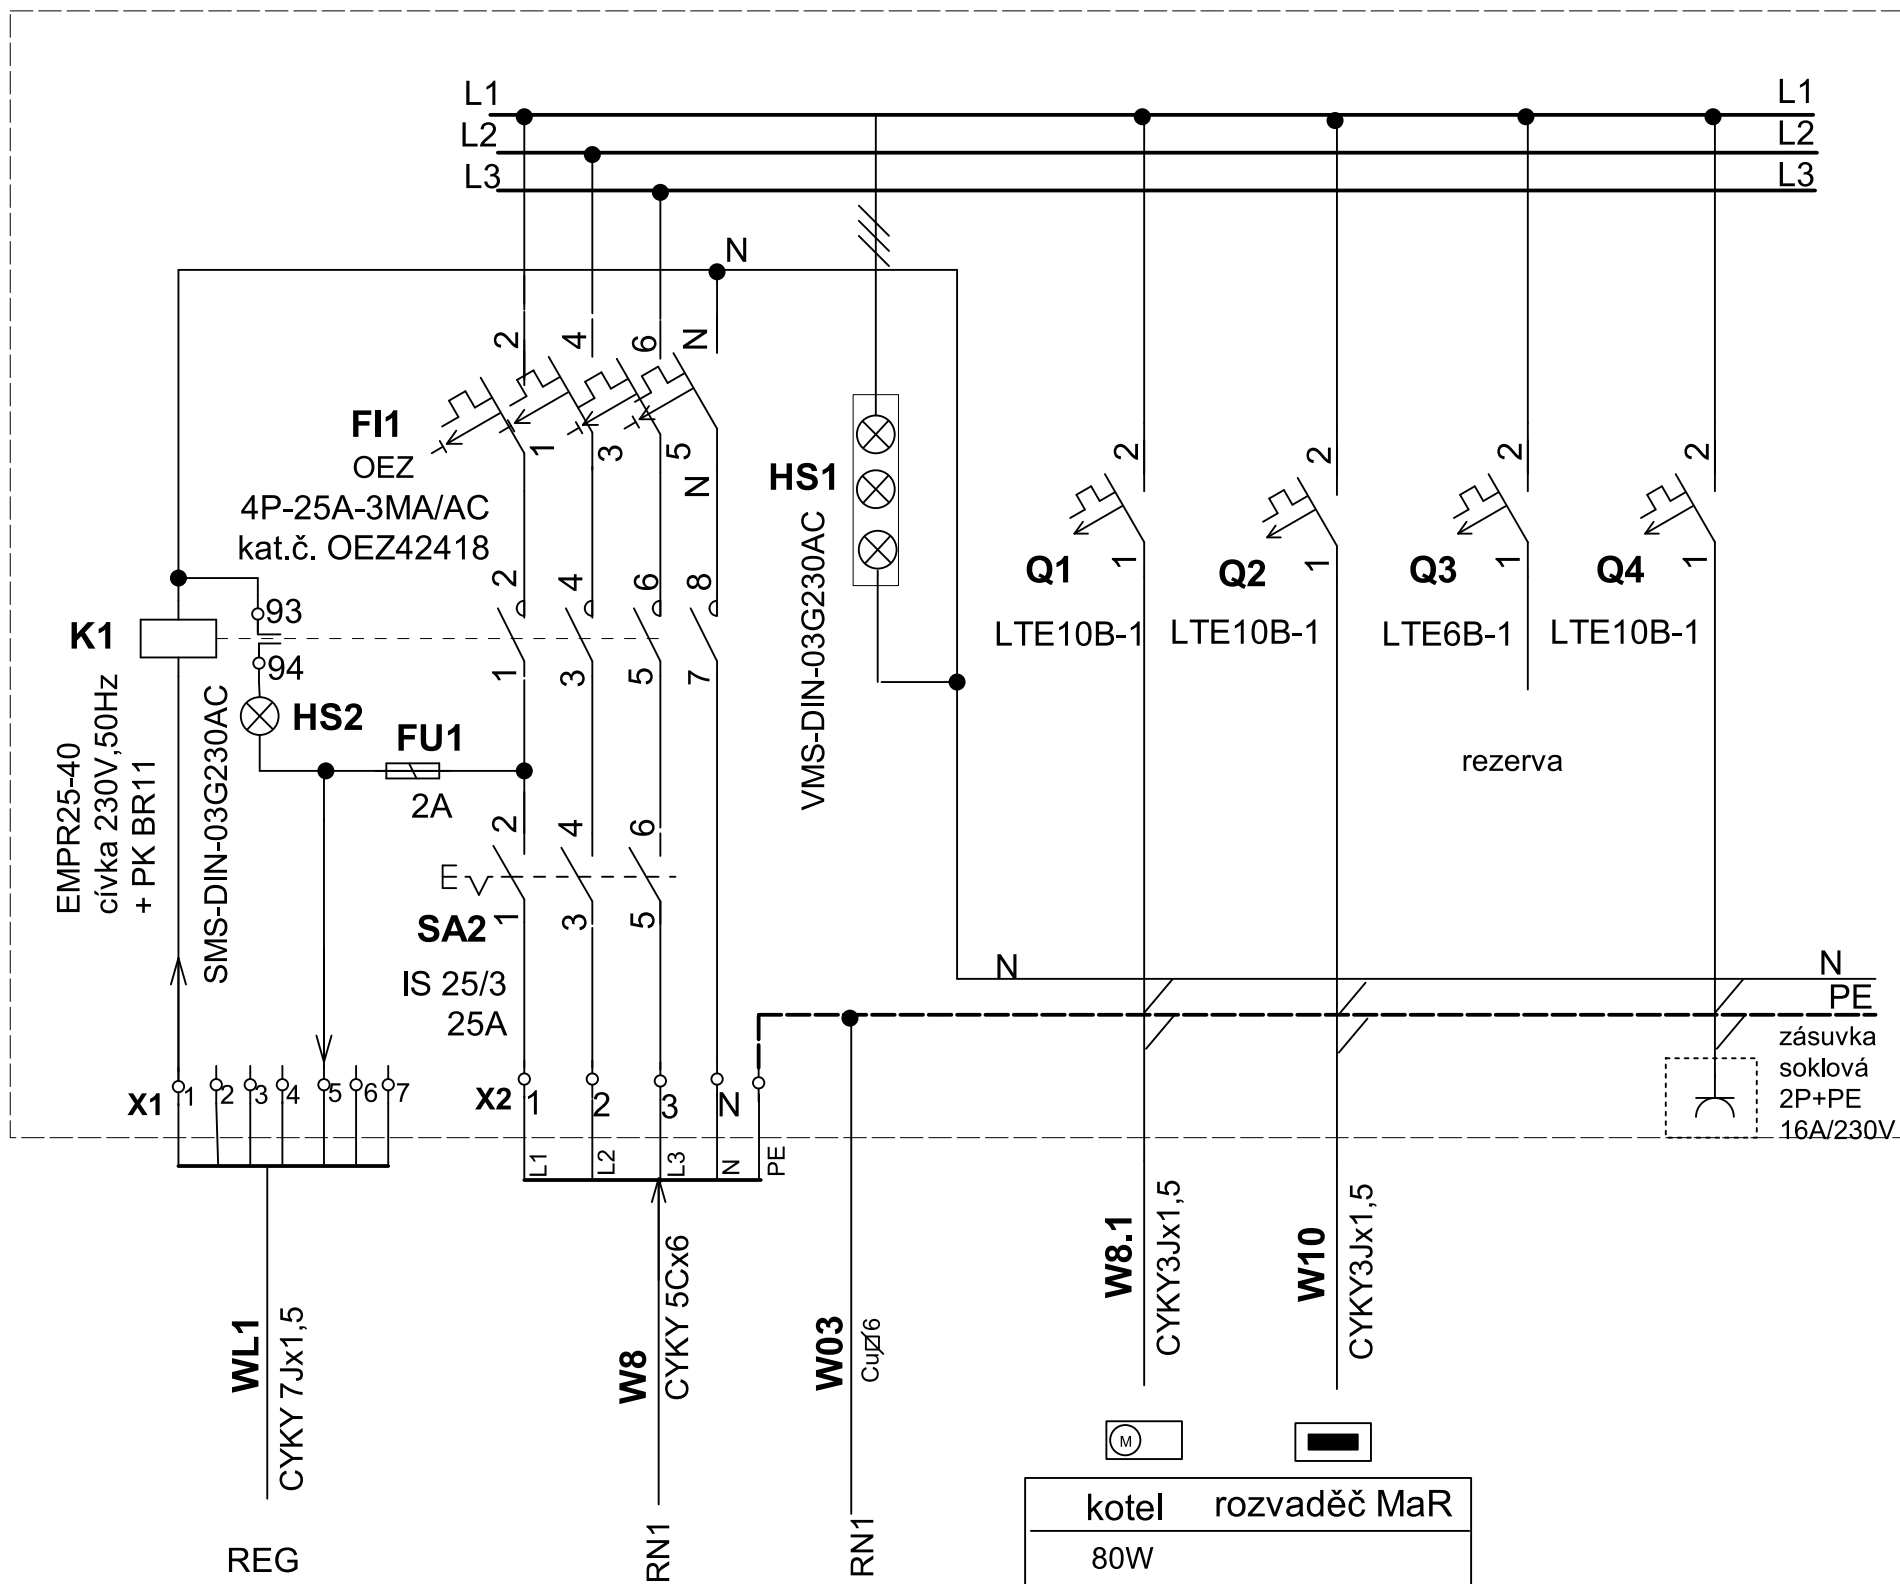 L1
L1
L2
L2
L3
L3
N
2
4
6
N
FI1
OEZ
4P-25A-3MA/AC
kat.č. OEZ42418
1
3
5
N
HS1
VMS-DIN-03G230AC
2
2
2
2
1
1
1
1
Q1
Q2
Q3
Q4
LTE10B-1
LTE10B-1
LTE6B-1
LTE10B-1
rezerva
2
4
6
8
K1
93
94
1
3
5
7
EMPR25-40
cívka 230V,50Hz
+ PK BR11
SMS-DIN-03G230AC
HS2
FU1
2A
2
4
6
E
1
3
5
SA2
IS 25/3
25A
N
N
PE
zásuvka
soklová
2P+PE
16A/230V
X1
1
2
3
4
5
6
7
X2
1
2
3
N
L1
L2
L3
N
PE
WL1
CYKY 7Jx1,5
REG
W8
CYKY 5Cx6
RN1
W03
Cu 6
RN1
W8.1
CYKY3Jx1,5
W10
CYKY3Jx1,5
M
kotel
rozvaděč MaR
80W